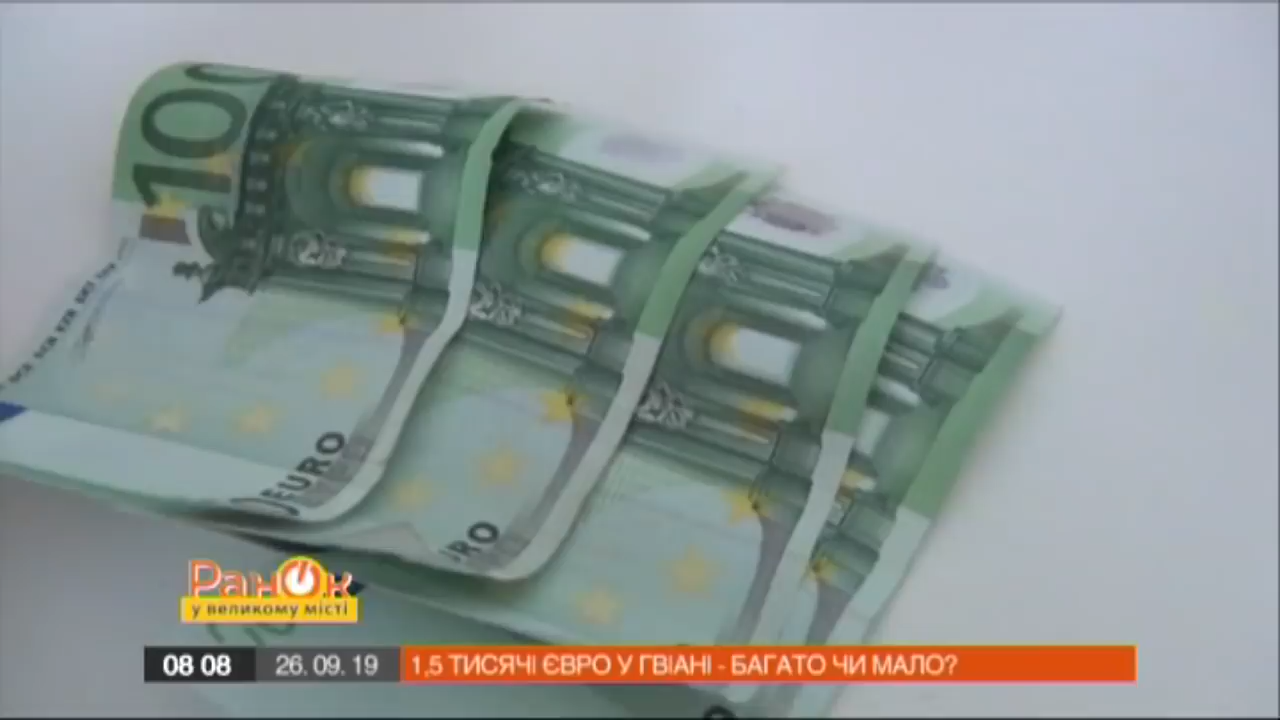 100
EURO
EURO
Ранок
у великому місті
08 08
26. 09. 19
1,5 ТИСЯЧІ ЄВРО У ГВІАНІ - БАГАТО ЧИ МАЛО?